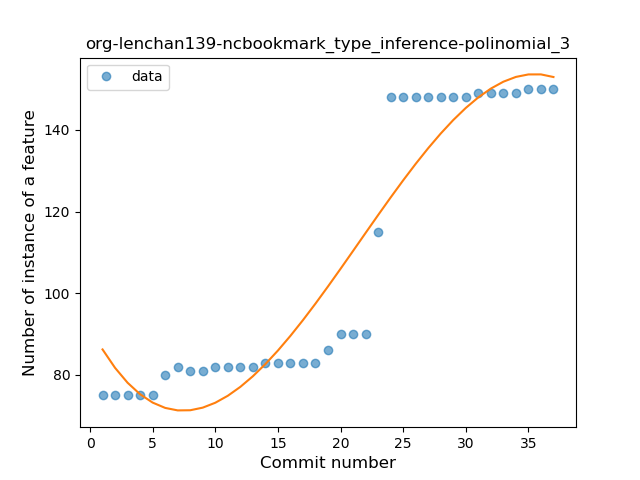 org-lenchan139-ncbookmark_type_inference-polinomial_3
data
Number of instance of a feature
140
120
100
80
0 5 10 15 20 25 30 35
Commit number